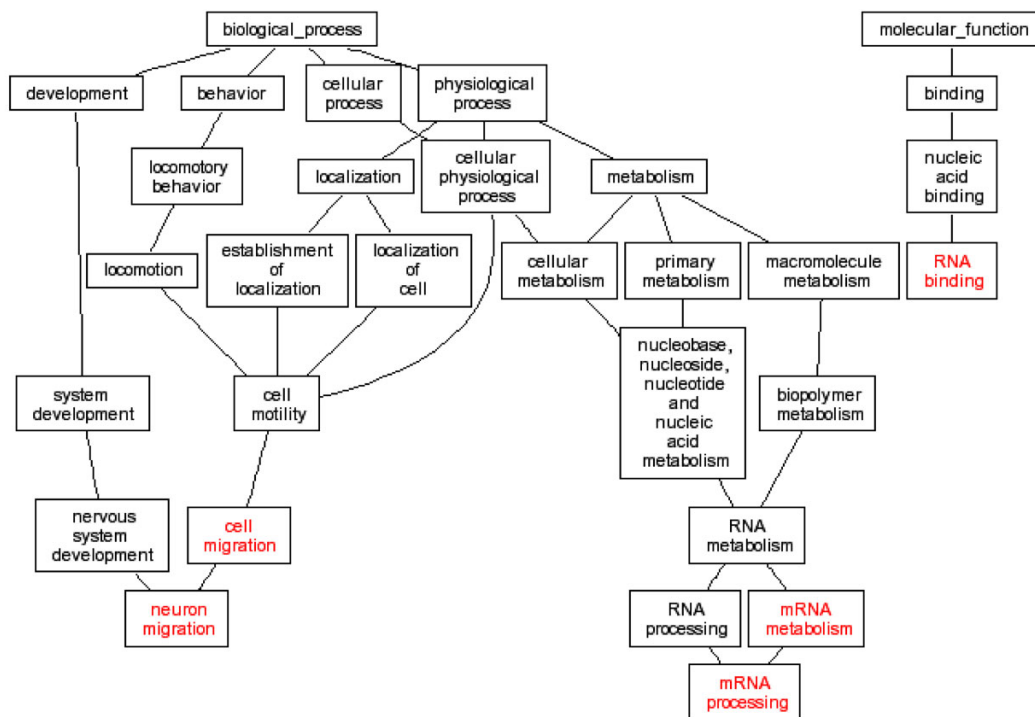 biological_process
molecular_function
development
behavior
cellular
process
physiological
process
binding
locomotory
behavior
localization
cellular
physiological
process
metabolism
nucleic
acid
binding
locomotion
establishment
of
localization
localization
of
cell
cellular
metabolism
primary
metabolism
macromolecule
metabolism
RNA
binding
system
development
cell
motility
nucleobase,
nucleoside,
nucleotide
and
nucleic
acid
metabolism
biopolymer
metabolism
nervous
system
development
cell
migration
RNA
metabolism
neuron
migration
RNA
processing
mRNA
metabolism
mRNA
processing